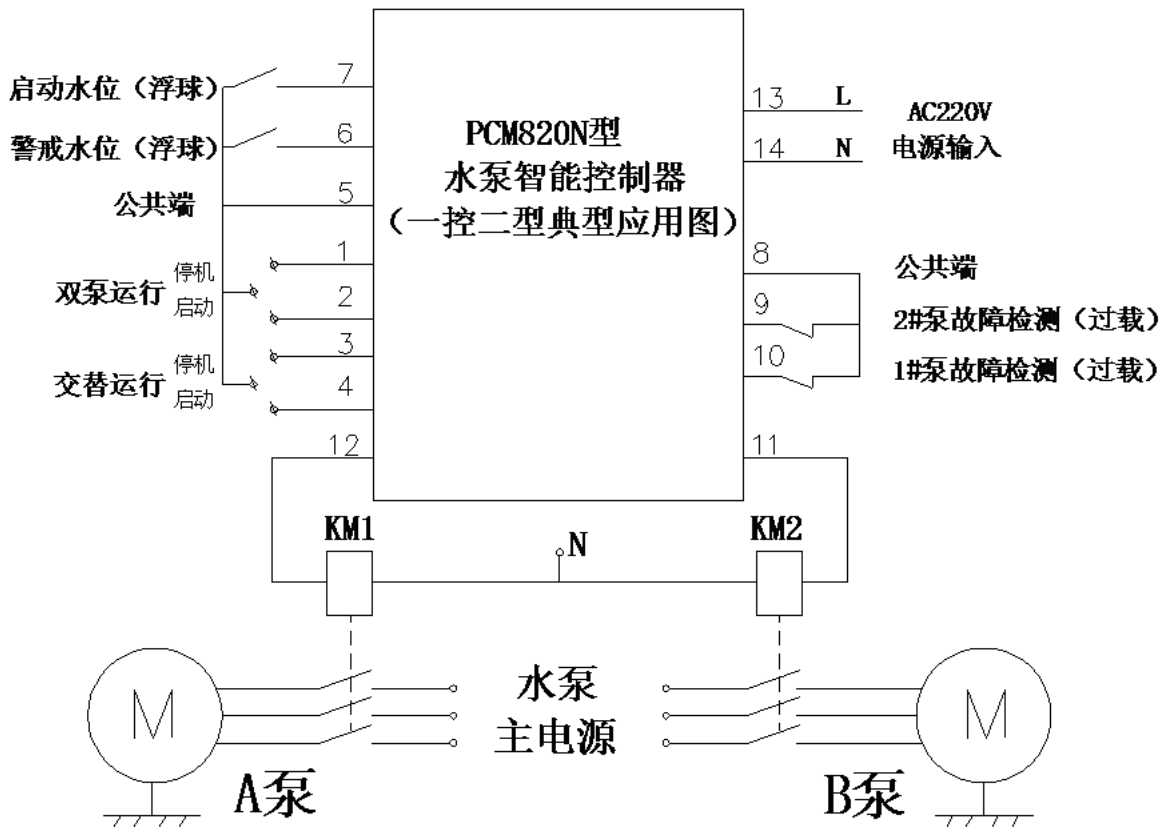 PCM820N型
水泵智能控制器
（一控二型典型应用图）
启动水位（浮球） 7
警戒水位（浮球） 6
公共端 5
双泵运行 停机 1
启动 2
交替运行 停机 3
启动 4
12
13 L AC220V
14 N 电源输入
8 公共端
9 2#泵故障检测（过载）
10 1#泵故障检测（过载）
11
KM1 N KM2
M 水泵 M
主电源
A泵 B泵